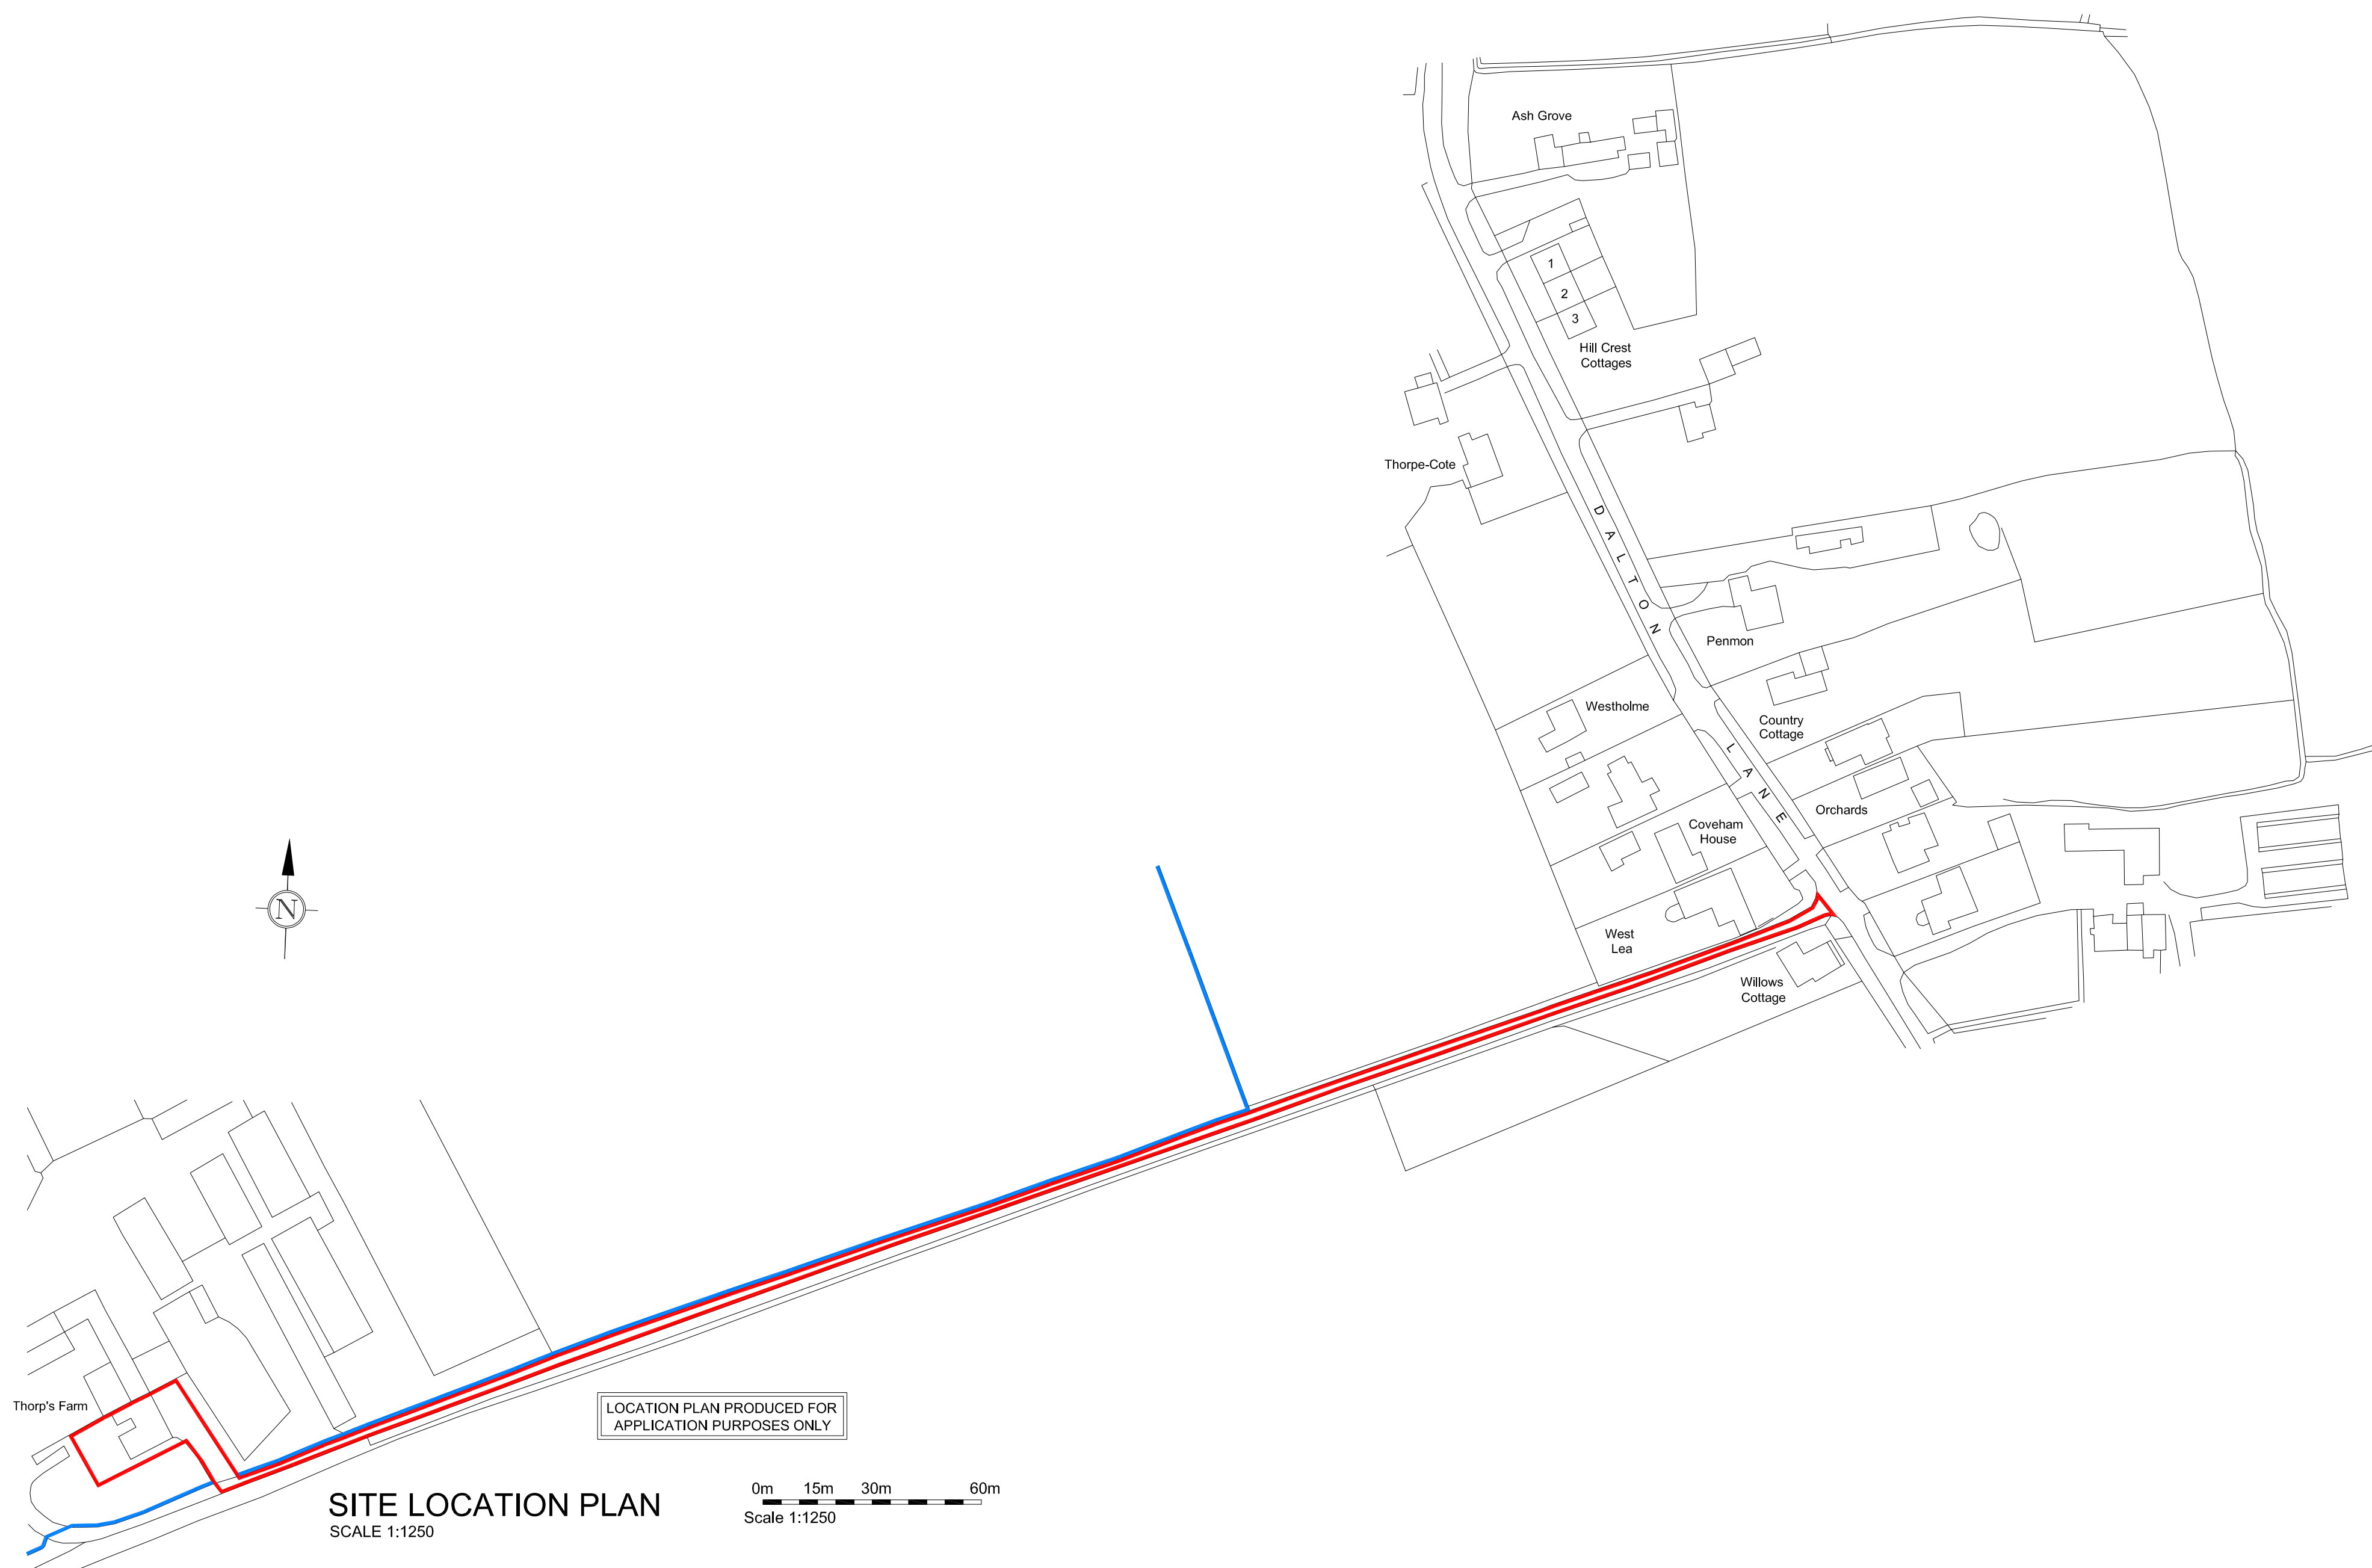 Ash Grove
1
2
3
Hill Crest
Cottages
Thorpe-Cote
DALTON
Penmon
Westholme
Country
Cottage
LANE
Orchards
Coveham
House
N
West
Lea
Willows
Cottage
Thorp's Farm
LOCATION PLAN PRODUCED FOR
APPLICATION PURPOSES ONLY
SITE LOCATION PLAN
SCALE 1:1250
0m 15m 30m 60m
Scale 1:1250